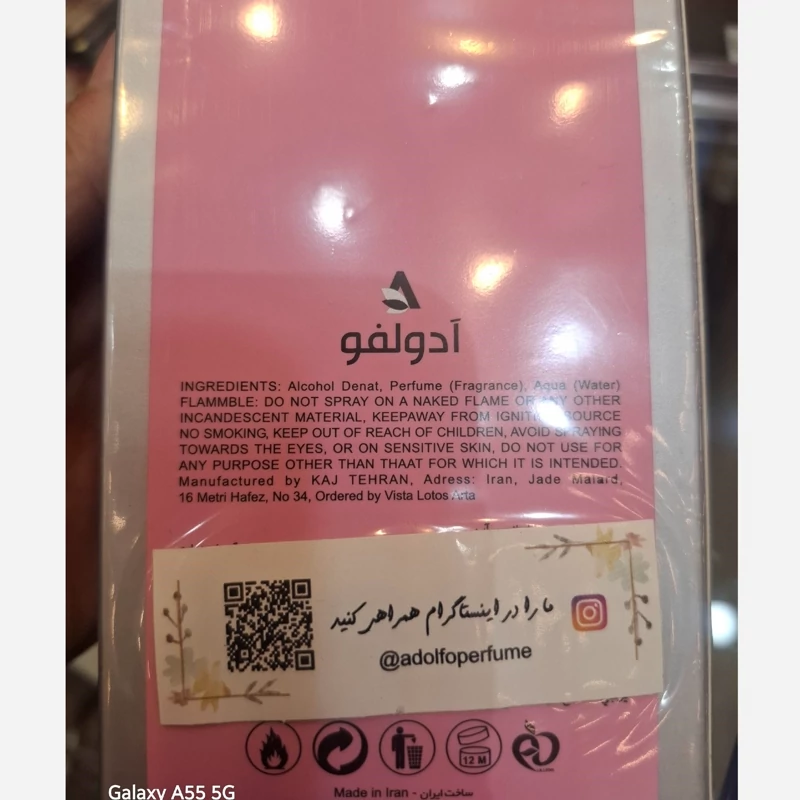 آدولفو
INGREDIENTS: Alcohol Denat, Perfume (Fragrance), Aqua (Water)
FLAMMBLE: DO NOT SPRAY ON A NAKED FLAME OR ANY OTHER
INCANDESCENT MATERIAL, KEEPAWAY FROM IGNITION SOURCE
NO SMOKING, KEEP OUT OF REACH OF CHILDREN, AVOID SPRAYING
TOWARDS THE EYES, OR ON SENSITIVE SKIN, DO NOT USE FOR
ANY PURPOSE OTHER THAN THAAT FOR WHICH IT IS INTENDED.
Manufactured by KAJ TEHRAN, Adress: Iran, Jade Malard,
16 Metri Hafez, No 34, Ordered by Vista Lotos Arta
ما را در اینستاگرام همراهی کنید
@adolfoperfume
12 M
Made in Iran - ساخت ایران
Galaxy A55 5G